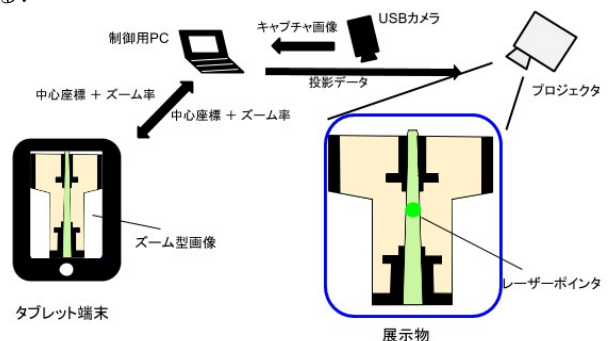 制御用PC
キャプチャ画像
USBカメラ
投影データ
プロジェクタ
中心座標 + ズーム率
中心座標 + ズーム率
ズーム型画像
レーザーポインタ
タブレット端末
展示物